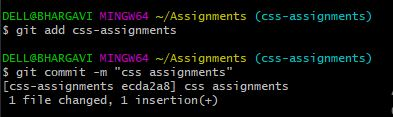 DELL@BHARGAVI MINGW64 ~/Assignments (css-assignments)
$ git add css-assignments
DELL@BHARGAVI MINGW64 ~/Assignments (css-assignments)
$ git commit -m "css assignments"
[css-assignments ecda2a8] css assignments
1 file changed, 1 insertion(+)